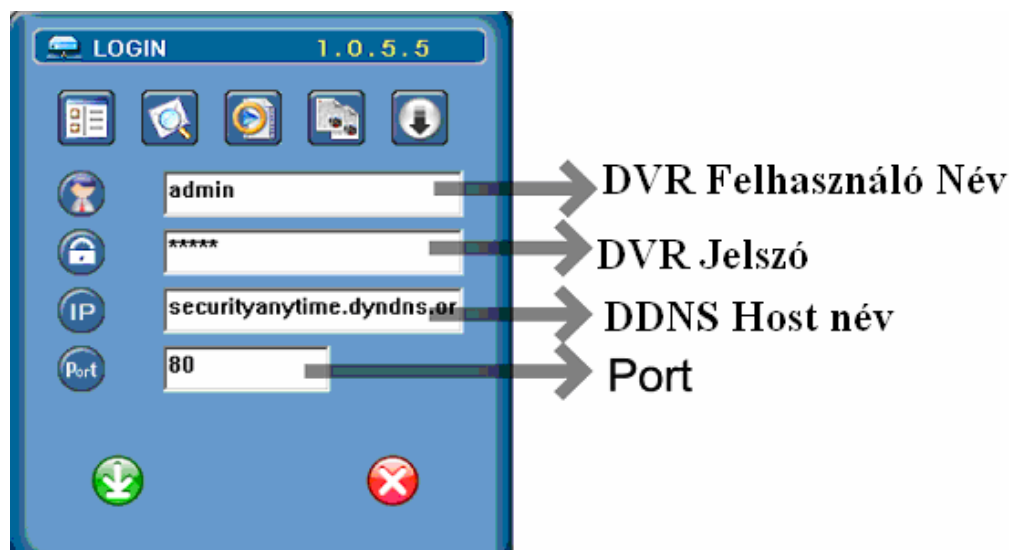 LOGIN 1.0.5.5
admin
DVR Felhasználó Név
*****
DVR Jelszó
IP
securityanytime.dyndns.or
DDNS Host név
Port
80
Port